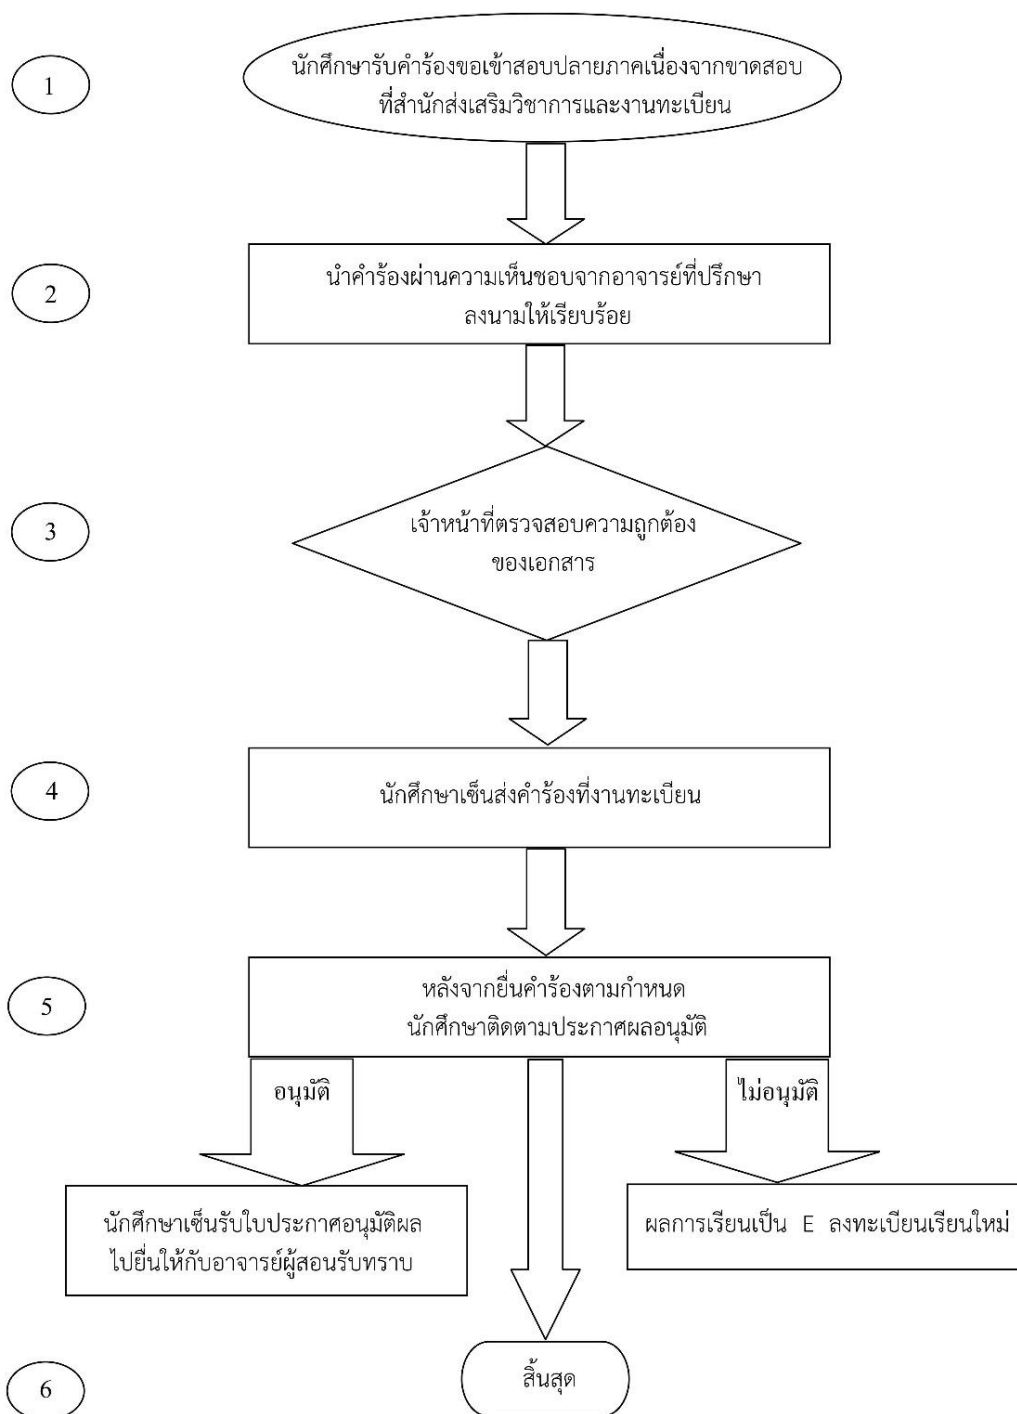 1
นักศึกษารับคำร้องขอเข้าสอบปลายภาคเนื่องจากขาดสอบ
ที่สำนักส่งเสริมวิชาการและงานทะเบียน
2
นำคำร้องผ่านความเห็นชอบจากอาจารย์ที่ปรึกษา
ลงนามให้เรียบร้อย
3
เจ้าหน้าที่ตรวจสอบความถูกต้อง
ของเอกสาร
4
นักศึกษาเซ็นส่งคำร้องที่งานทะเบียน
5
หลังจากยื่นคำร้องตามกำหนด
นักศึกษาติดตามประกาศผลอนุมัติ
อนุมัติ
ไม่อนุมัติ
นักศึกษาเซ็นรับใบประกาศอนุมัติผล
ไปยื่นให้กับอาจารย์ผู้สอนรับทราบ
ผลการเรียนเป็น E ลงทะเบียนเรียนใหม่
6
สิ้นสุด